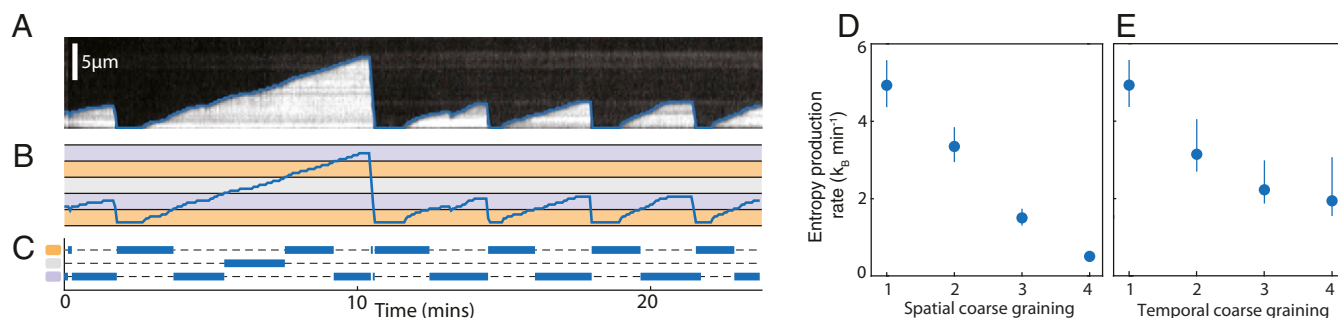 A
5μm
B
C
0
10
20
Time (mins)
D
Entropy production
rate (k_B min⁻¹)
6
4
2
0
1
2
3
4
Spatial coarse graining
E
1
2
3
4
Temporal coarse graining